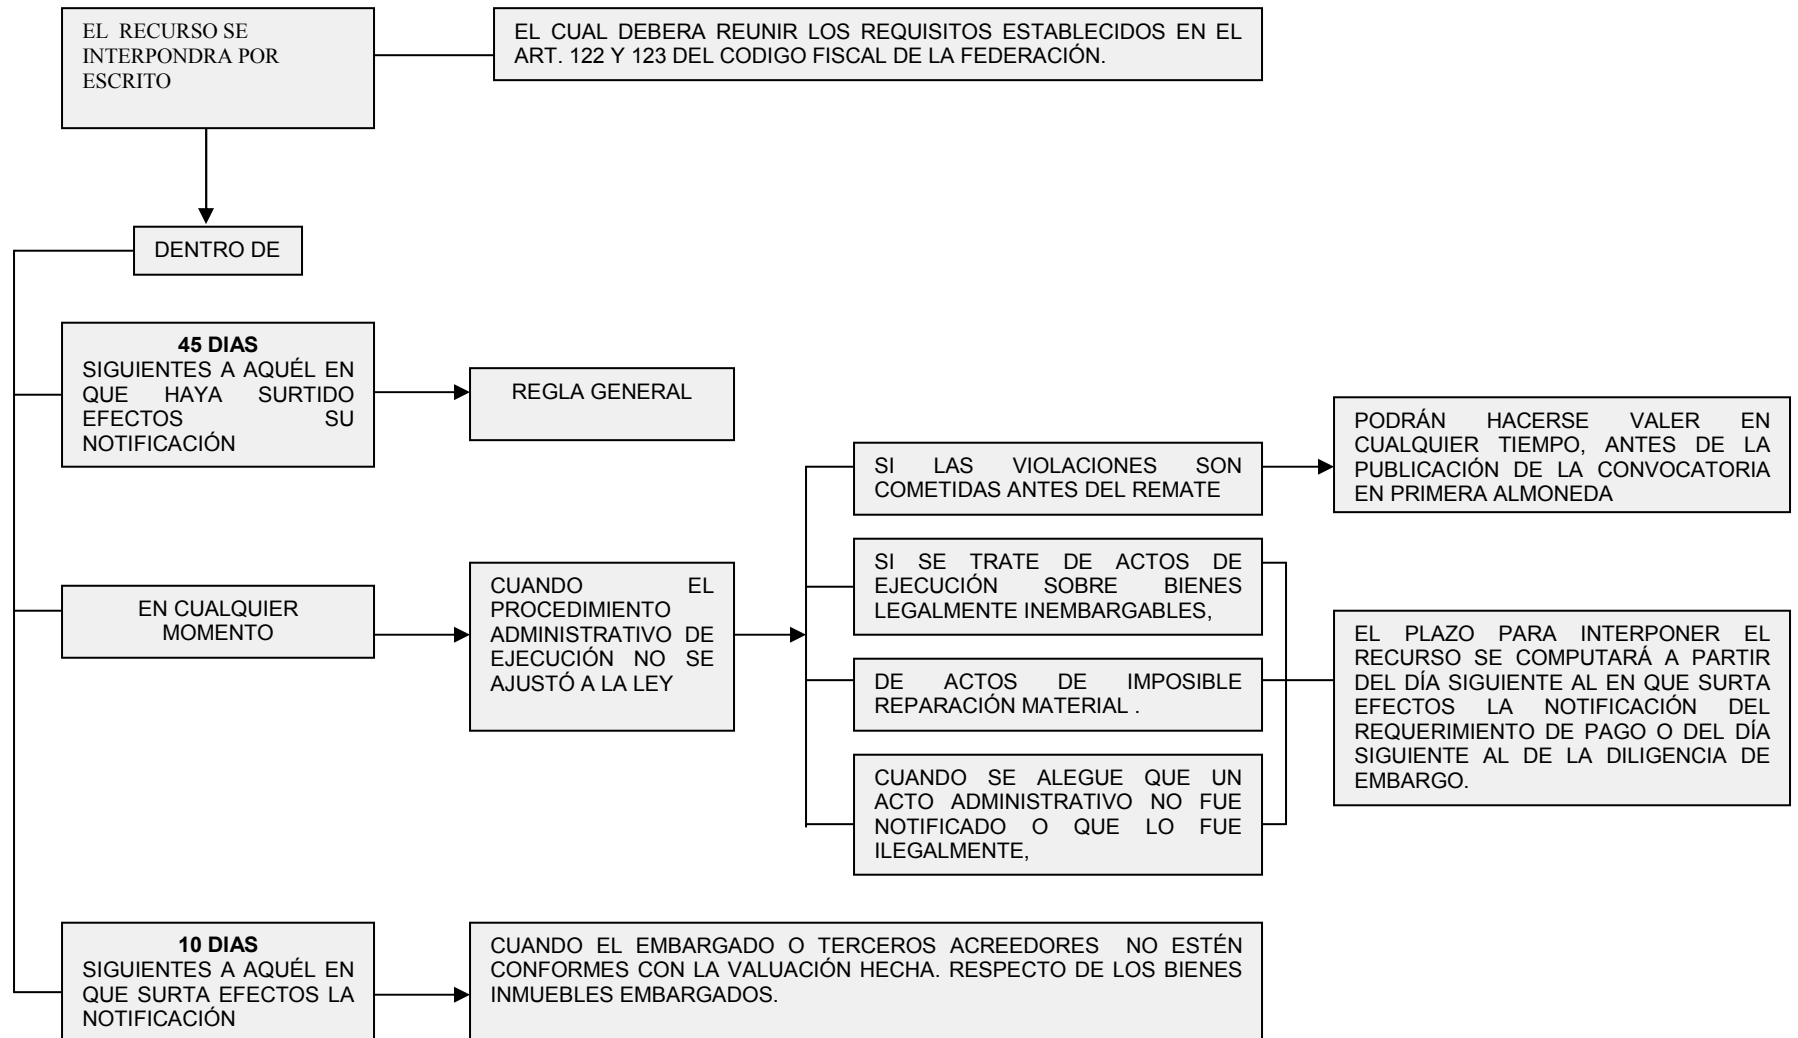 EL RECURSO SE
INTERPONDRA POR
ESCRITO
EL CUAL DEBERA REUNIR LOS REQUISITOS ESTABLECIDOS EN EL
ART. 122 Y 123 DEL CODIGO FISCAL DE LA FEDERACIÓN.
DENTRO DE
45 DIAS
SIGUIENTES A AQUÉL EN
QUE HAYA SURTIDO
EFECTOS SU
NOTIFICACIÓN
REGLA GENERAL
EN CUALQUIER
MOMENTO
CUANDO EL
PROCEDIMIENTO
ADMINISTRATIVO DE
EJECUCIÓN NO SE
AJUSTÓ A LA LEY
SI LAS VIOLACIONES SON
COMETIDAS ANTES DEL REMATE
PODRÁN HACERSE VALER EN
CUALQUIER TIEMPO, ANTES DE LA
PUBLICACIÓN DE LA CONVOCATORIA
EN PRIMERA ALMONEDA
SI SE TRATE DE ACTOS DE
EJECUCIÓN SOBRE BIENES
LEGALMENTE INEMBARGABLES,
DE ACTOS DE IMPOSIBLE
REPARACIÓN MATERIAL .
CUANDO SE ALEGUE QUE UN
ACTO ADMINISTRATIVO NO FUE
NOTIFICADO O QUE LO FUE
ILEGALMENTE,
EL PLAZO PARA INTERPONER EL
RECURSO SE COMPUTARÁ A PARTIR
DEL DÍA SIGUIENTE AL EN QUE SURTA
EFECTOS LA NOTIFICACIÓN DEL
REQUERIMIENTO DE PAGO O DEL DÍA
SIGUIENTE AL DE LA DILIGENCIA DE
EMBARGO.
10 DIAS
SIGUIENTES A AQUÉL EN
QUE SURTA EFECTOS LA
NOTIFICACIÓN
CUANDO EL EMBARGADO O TERCEROS ACREEDORES NO ESTÉN
CONFORMES CON LA VALUACIÓN HECHA. RESPECTO DE LOS BIENES
INMUEBLES EMBARGADOS.